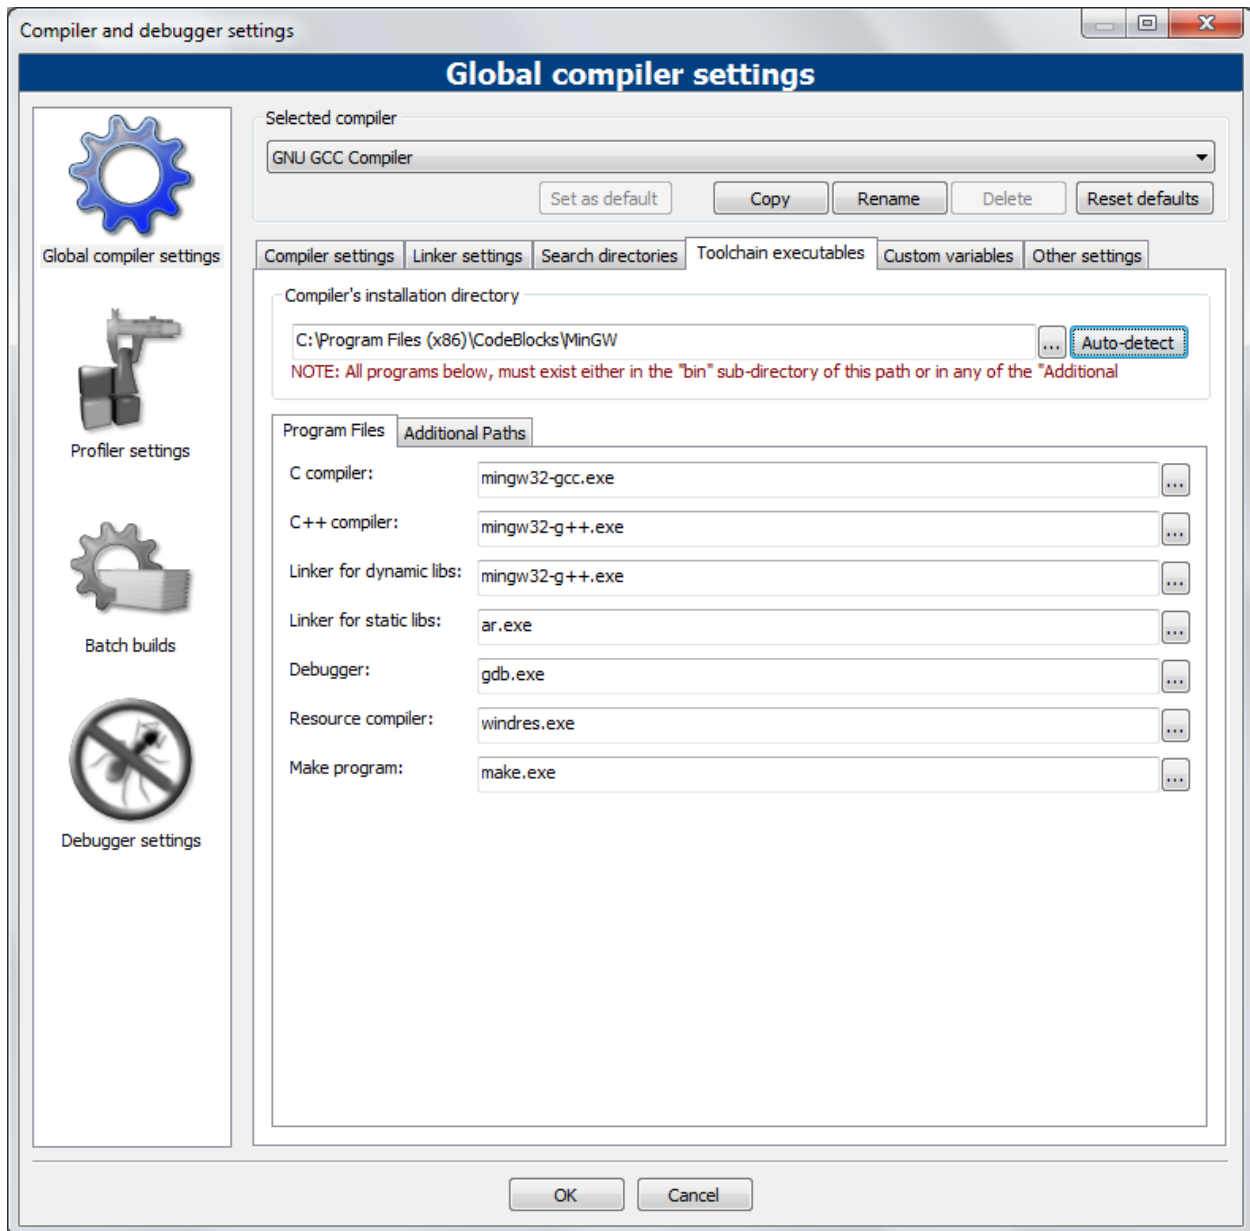 Compiler and debugger settings
Global compiler settings
Selected compiler
GNU GCC Compiler
Set as default Copy Rename Delete Reset defaults
Global compiler settings
Compiler settings Linker settings Search directories Toolchain executables Custom variables Other settings
Compiler's installation directory
C:\Program Files (x86)\CodeBlocks\MinGW ... Auto-detect
NOTE: All programs below, must exist either in the "bin" sub-directory of this path or in any of the "Additional
Program Files Additional Paths
Profiler settings
C compiler: mingw32-gcc.exe ...
C++ compiler: mingw32-g++.exe ...
Linker for dynamic libs: mingw32-g++.exe ...
Linker for static libs: ar.exe ...
Batch builds
Debugger: gdb.exe ...
Resource compiler: windres.exe ...
Make program: make.exe ...
Debugger settings
OK Cancel